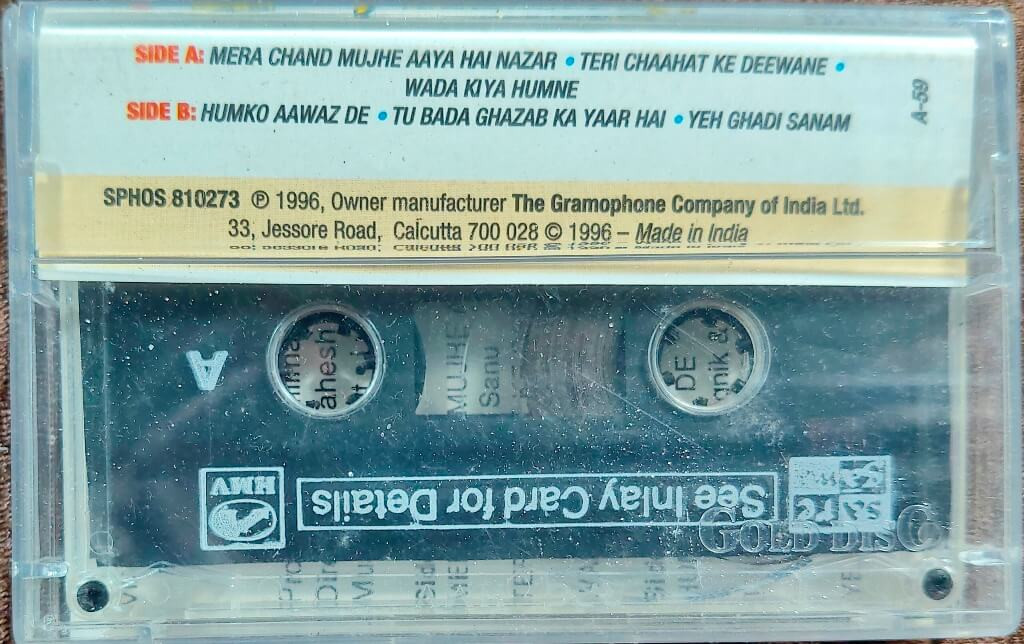 SIDE A: MERA CHAND MUJHE AAYA HAI NAZAR • TERI CHAAHAT KE DEEWANE •
WADA KIYA HUMNE
SIDE B: HUMKO AAWAZ DE • TU BADA GHAZAB KA YAAR HAI • YEH GHADI SANAM
A-59
SPHOS 810273 ℗ 1996, Owner manufacturer The Gramophone Company of India Ltd.
33, Jessore Road, Calcutta 700 028 © 1996 – Made in India
A
MUJHE
Sanu
DE
HMV
See Inlay Card for Details
GOLD DISC